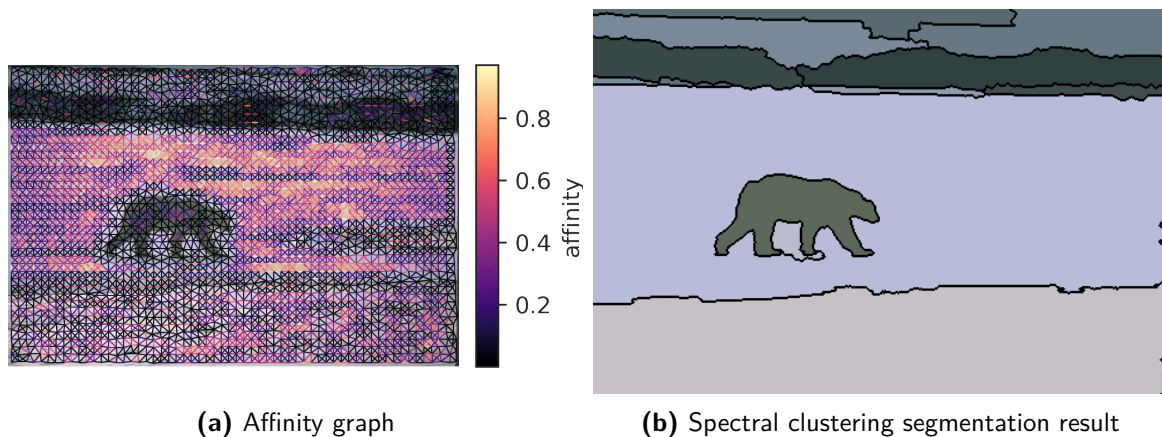 0.8
0.6
0.4
0.2
affinity
(a) Affinity graph
(b) Spectral clustering segmentation result